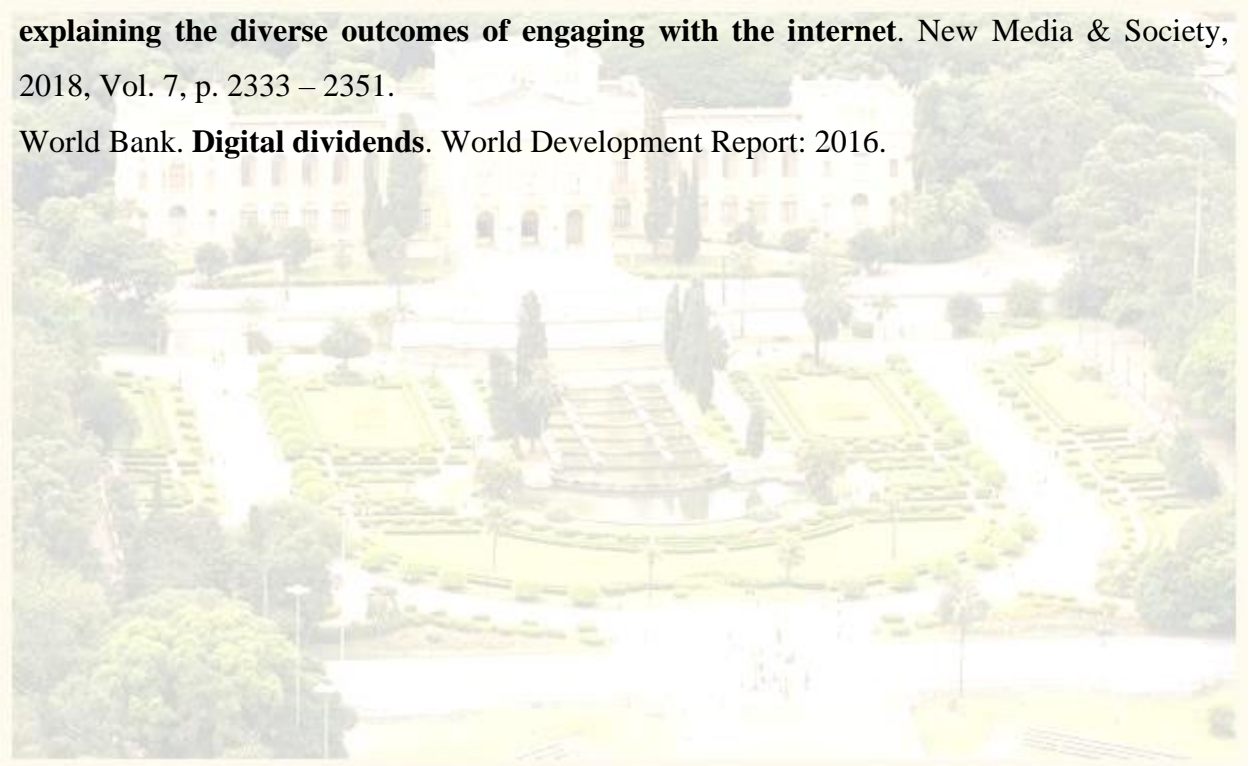 explaining the diverse outcomes of engaging with the internet. New Media & Society,
2018, Vol. 7, p. 2333 – 2351.
World Bank. Digital dividends. World Development Report: 2016.